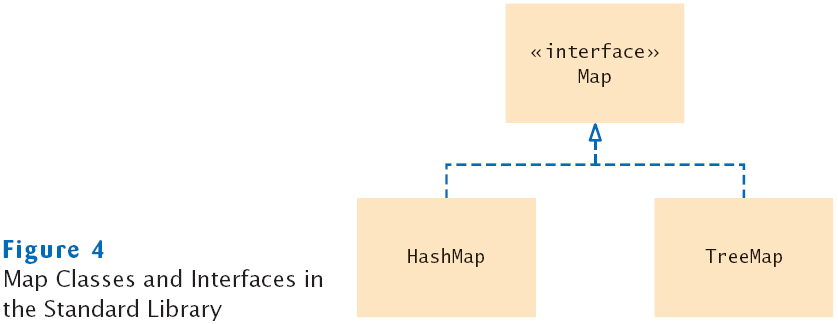 «interface»
Map
HashMap
TreeMap
Figure 4
Map Classes and Interfaces in
the Standard Library